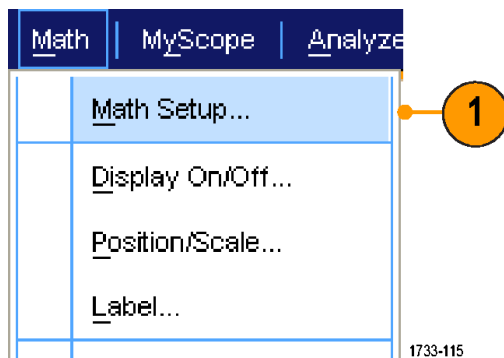 Math | MyScope | Analyze
Math Setup...
1
Display On/Off...
Position/Scale...
Label...
1733-115